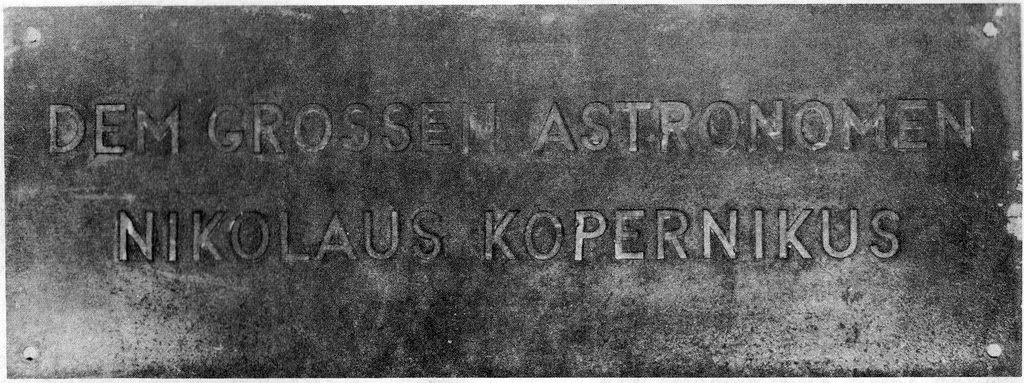 DEM GROSSEN ASTRONOMEN
NIKOLAUS KOPERNIKUS